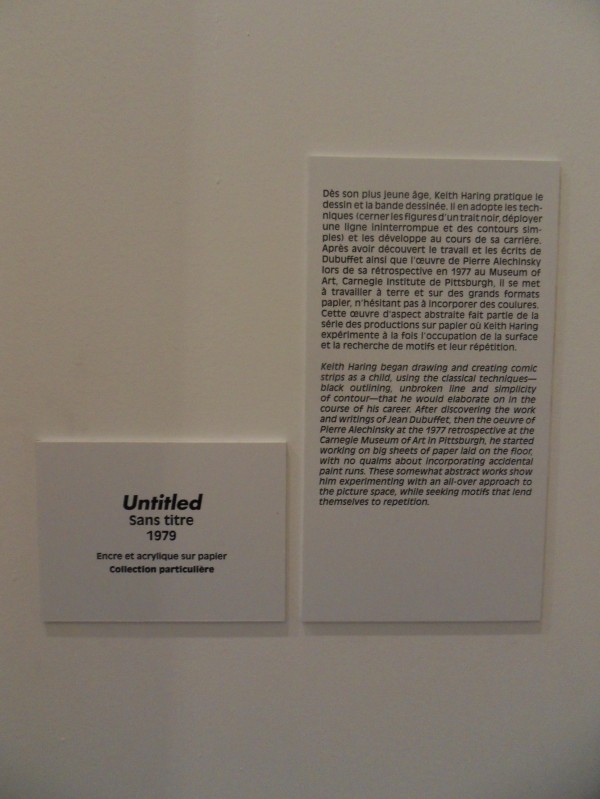 Untitled
Sans titre
1979
Encre et acrylique sur papier
Collection particulière
Dès son plus jeune âge, Keith Haring pratique le
dessin et la bande dessinée. Il en adopte les tech-
niques (cerner les figures d'un trait noir, déployer
une ligne ininterrompue et des contours sim-
ples) et les développe au cours de sa carrière.
Après avoir découvert le travail et les écrits de
Dubuffet ainsi que l'œuvre de Pierre Alechinsky
lors de sa rétrospective en 1977 au Museum of
Art, Carnegie Institute de Pittsburgh, il se met
à travailler à terre et sur des grands formats
papier, n'hésitant pas à incorporer des coulures.
Cette œuvre d'aspect abstraite fait partie de la
série des productions sur papier où Keith Haring
expérimente à la fois l'occupation de la surface
et la recherche de motifs et leur répétition.
Keith Haring began drawing and creating comic
strips as a child, using the classical techniques—
black outlining, unbroken line and simplicity
of contour—that he would elaborate on in the
course of his career. After discovering the work
and writings of Jean Dubuffet, then the oeuvre of
Pierre Alechinsky at the 1977 retrospective at the
Carnegie Museum of Art in Pittsburgh, he started
working on big sheets of paper laid on the floor,
with no qualms about incorporating accidental
paint runs. These somewhat abstract works show
him experimenting with an all-over approach to
the picture space, while seeking motifs that lend
themselves to repetition.